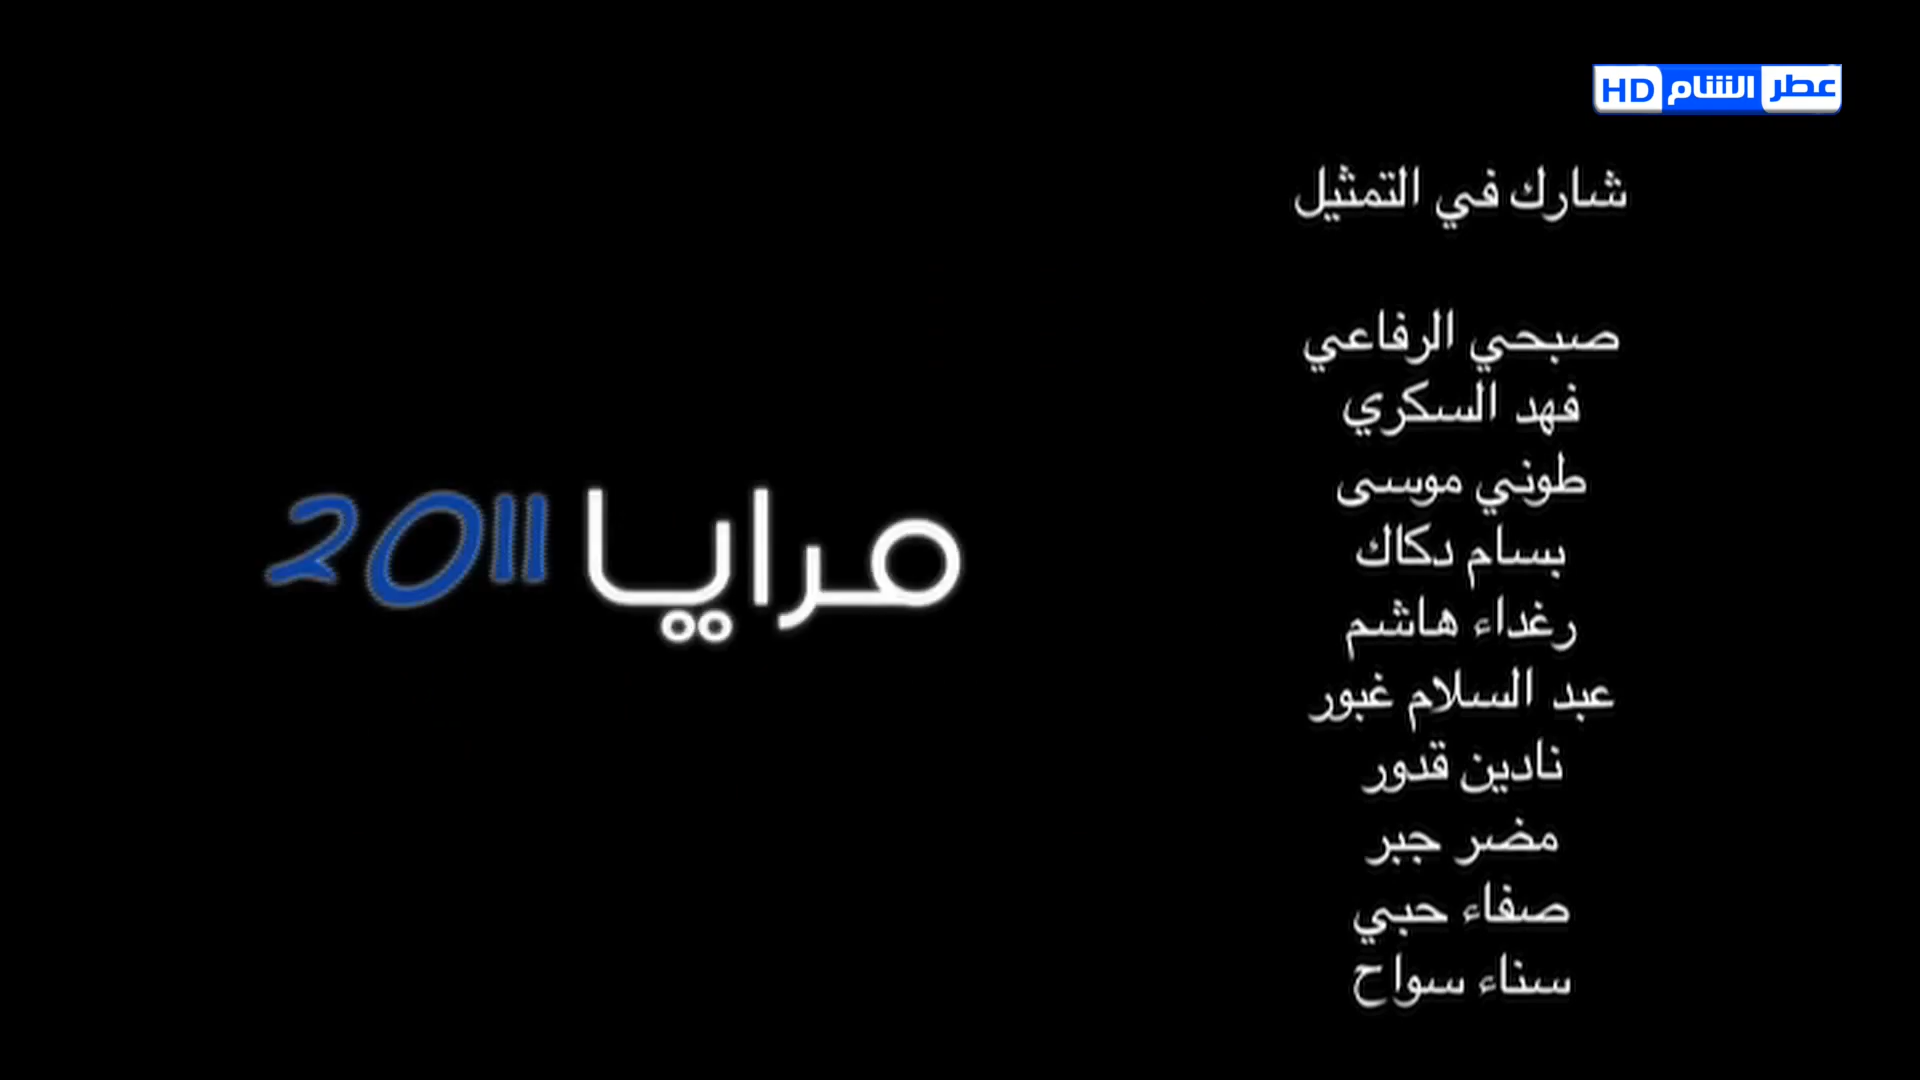 عطر الشام HD
شارك في التمثيل
صبحي الرفاعي
فهد السكري
طوني موسى
بسام دكاك
رغداء هاشم
عبد السلام غبور
نادين قدور
مضر جبر
صفاء حبي
سناء سواح
مرايا 2011